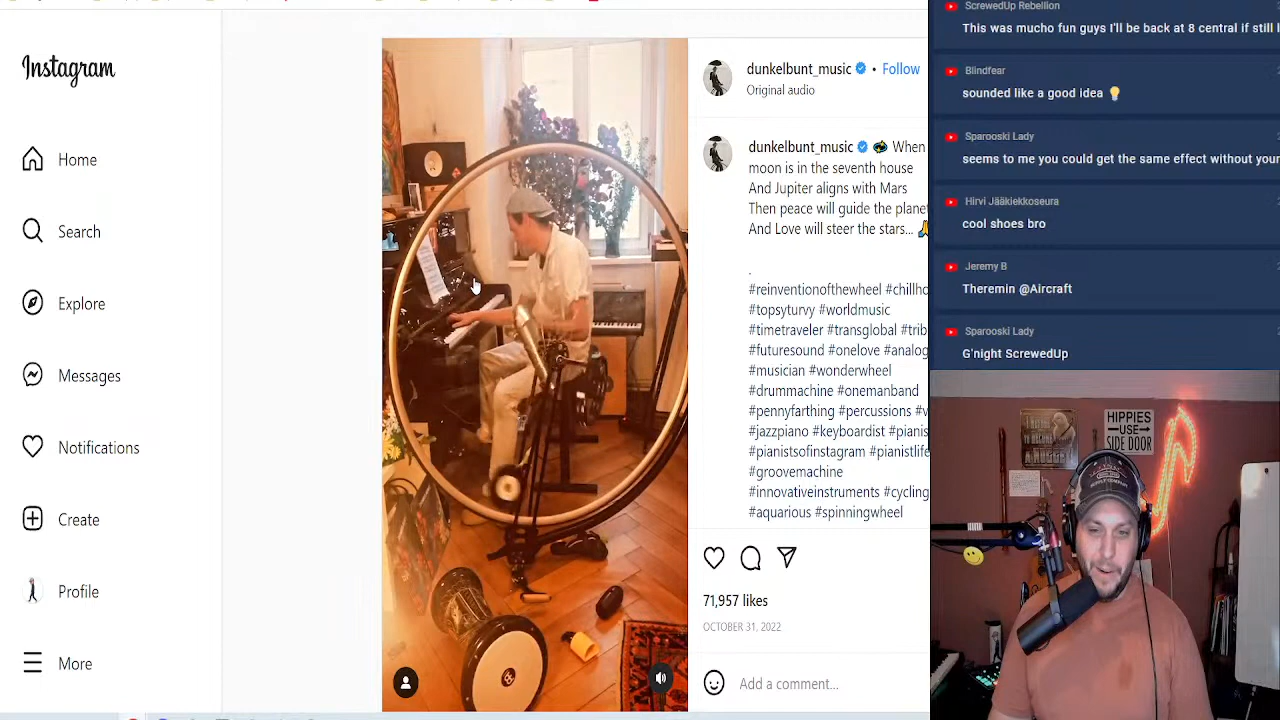 Instagram
Home
Search
Explore
Messages
Notifications
Create
Profile
More
dunkelbunt_music • Follow
Original audio
dunkelbunt_music When
moon is in the seventh house
And Jupiter aligns with Mars
Then peace will guide the plane
And Love will steer the stars...
.
#reinventionofthewheel #chillho
#topsyturvy #worldmusic
#timetraveler #transglobal #trib
#futuresound #onelove #analog
#musician #wonderwheel
#drummachine #onemanband
#pennyfarthing #percussions #v
#jazzpiano #keyboardist #pianis
#pianistsofinstagram #pianistlife
#groovemachine
#innovativeinstruments #cycling
#aquarious #spinningwheel
71,957 likes
OCTOBER 31, 2022
Add a comment...
ScrewedUp Rebellion
This was mucho fun guys I'll be back at 8 central if still
Blindfear
sounded like a good idea 💡
Sparooski Lady
seems to me you could get the same effect without your
Hirvi Jääkiekkoseura
cool shoes bro
Jeremy B
Theremin @Aircraft
Sparooski Lady
G'night ScrewedUp
HIPPIES
USE
SIDE DOOR